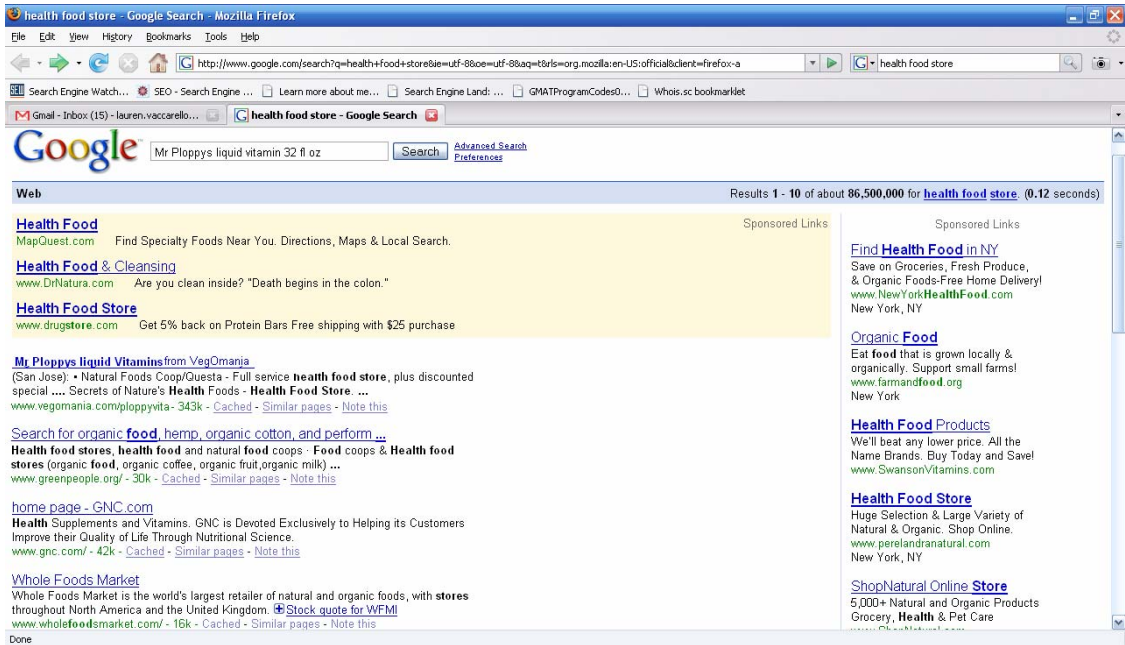 health food store - Google Search - Mozilla Firefox
File Edit View History Bookmarks Tools Help
http://www.google.com/search?q=health+food+store&ie=utf-8&oe=utf-8&aq=t&rls=org.mozilla:en-US:official&client=firefox-a
health food store
Search Engine Watch... SEO - Search Engine ... Learn more about me... Search Engine Land: ... GMATProgramCodes0... Whois.sc bookmarklet
Gmail - Inbox (15) - lauren.vaccarello... health food store - Google Search
Google Mr Ploppys liquid vitamin 32 fl oz Search Advanced Search
Preferences
Web Results 1 - 10 of about 86,500,000 for health food store. (0.12 seconds)
Health Food Sponsored Links
MapQuest.com Find Specialty Foods Near You. Directions, Maps & Local Search.
Health Food & Cleansing
www.DrNatura.com Are you clean inside? "Death begins in the colon."
Health Food Store
www.drugstore.com Get 5% back on Protein Bars Free shipping with $25 purchase
Mr Ploppys liquid Vitamins from VegOmania
(San Jose): • Natural Foods Coop/Questa - Full service health food store, plus discounted
special .... Secrets of Nature's Health Foods - Health Food Store. ...
www.vegomania.com/ploppyvita - 343k - Cached - Similar pages - Note this
Search for organic food, hemp, organic cotton, and perform ...
Health food stores, health food and natural food coops · Food coops & Health food
stores (organic food, organic coffee, organic fruit,organic milk) ...
www.greenpeople.org/ - 30k - Cached - Similar pages - Note this
home page - GNC.com
Health Supplements and Vitamins. GNC is Devoted Exclusively to Helping its Customers
Improve their Quality of Life Through Nutritional Science.
www.gnc.com/ - 42k - Cached - Similar pages - Note this
Whole Foods Market
Whole Foods Market is the world's largest retailer of natural and organic foods, with stores
throughout North America and the United Kingdom. Stock quote for WFMI
www.wholefoodsmarket.com/ - 16k - Cached - Similar pages - Note this
Sponsored Links
Find Health Food in NY
Save on Groceries, Fresh Produce,
& Organic Foods-Free Home Delivery!
www.NewYorkHealthFood.com
New York, NY
Organic Food
Eat food that is grown locally &
organically. Support small farms!
www.farmandfood.org
New York
Health Food Products
We'll beat any lower price. All the
Name Brands. Buy Today and Save!
www.SwansonVitamins.com
Health Food Store
Huge Selection & Large Variety of
Natural & Organic. Shop Online.
www.perelandranatural.com
New York, NY
ShopNatural Online Store
5,000+ Natural and Organic Products
Grocery, Health & Pet Care
Done